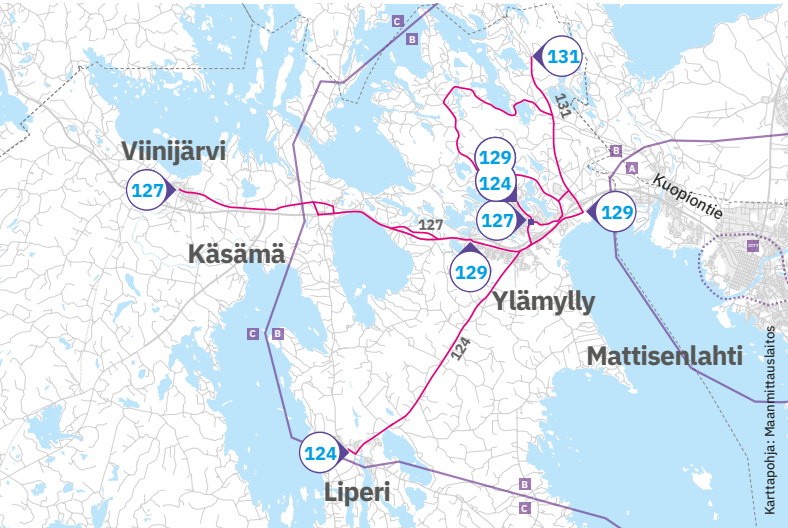 C
B
131
131
Viinijärvi
129
B
A
124
Kuopiontie
127
127
129
127
Käsämä
129
Ylämylly
C
B
124
Mattisenlahti
124
Liperi
B
C
Karttapohja: Maanmittauslaitos